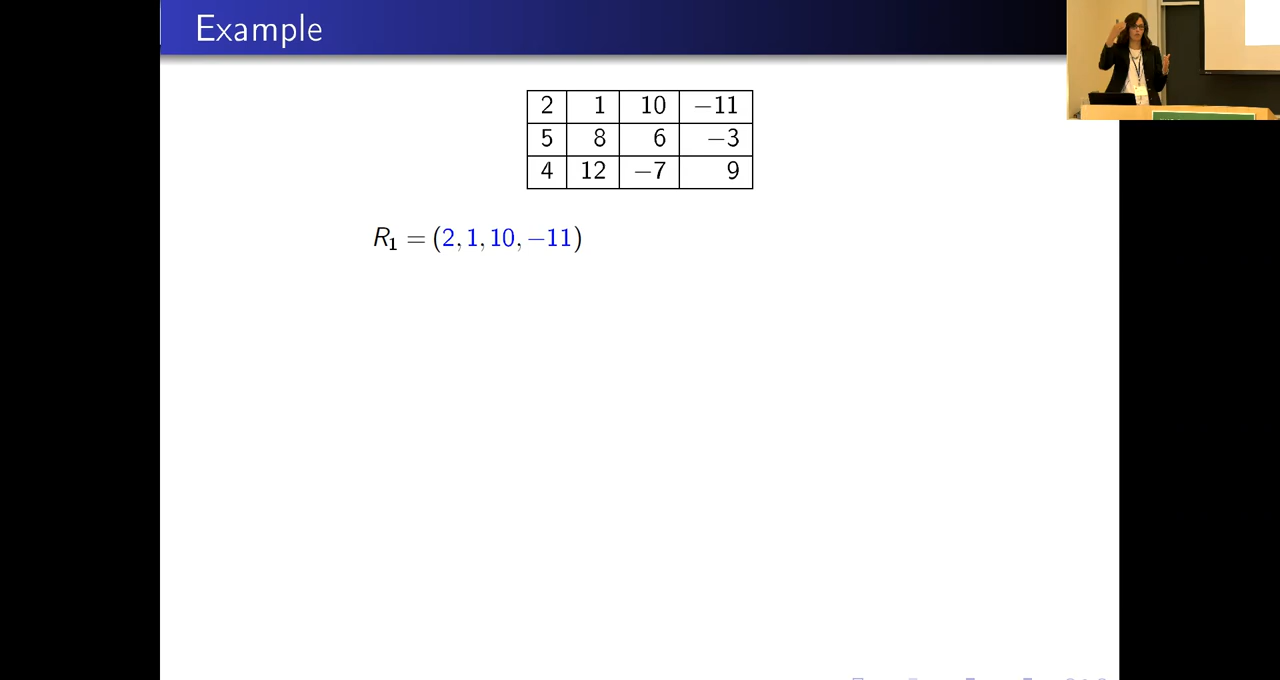 Example
2 1 10 −11
5 8 6 −3
4 12 −7 9
R₁ = (2, 1, 10, −11)